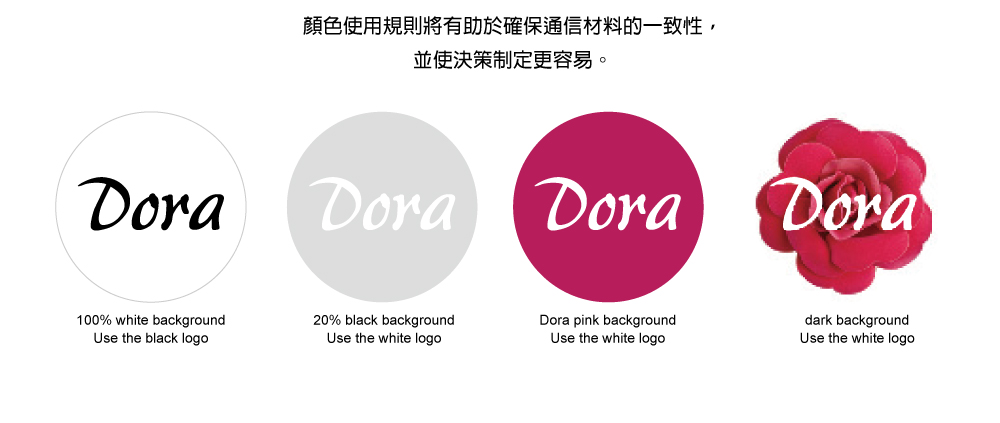 顏色使用規則將有助於確保通信材料的一致性，
並使決策制定更容易。
Dora
Dora
Dora
Dora
100% white background
Use the black logo
20% black background
Use the white logo
Dora pink background
Use the white logo
dark background
Use the white logo